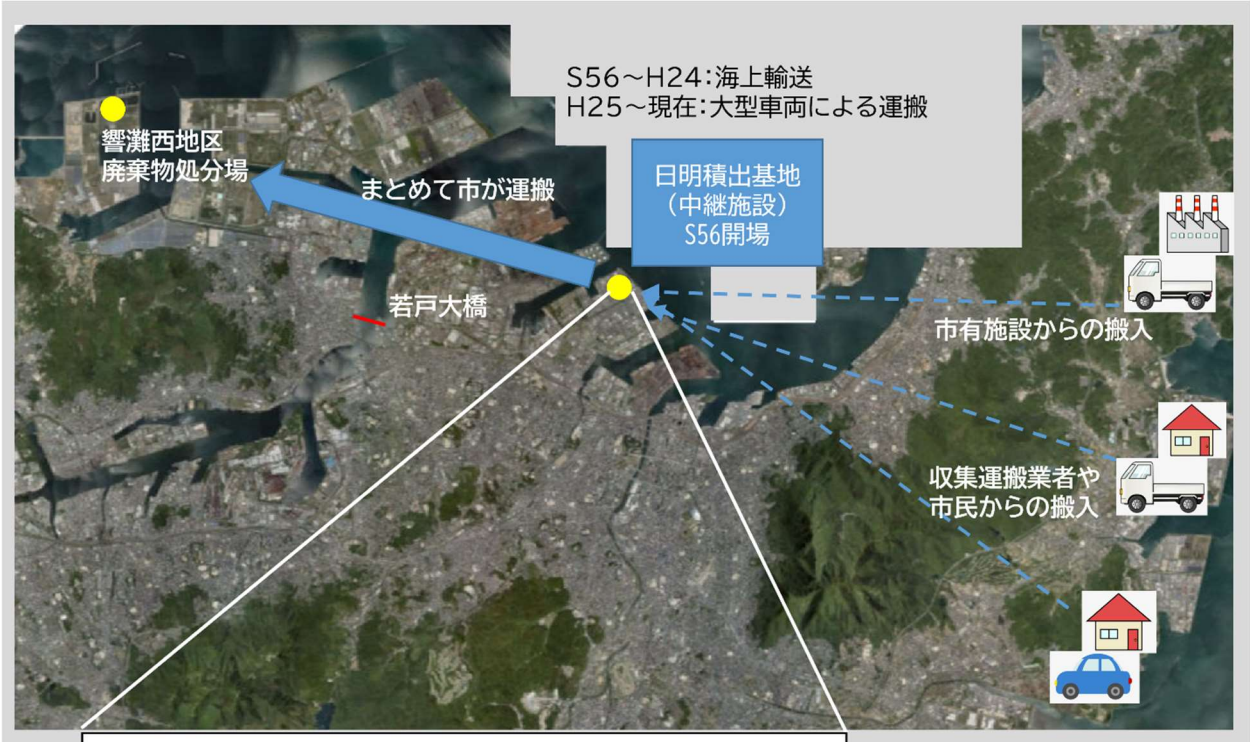 S56～H24：海上輸送
H25～現在：大型車両による運搬
響灘西地区
廃棄物処分場
まとめて市が運搬
日明積出基地
（中継施設）
S56開場
若戸大橋
市有施設からの搬入
収集運搬業者や
市民からの搬入